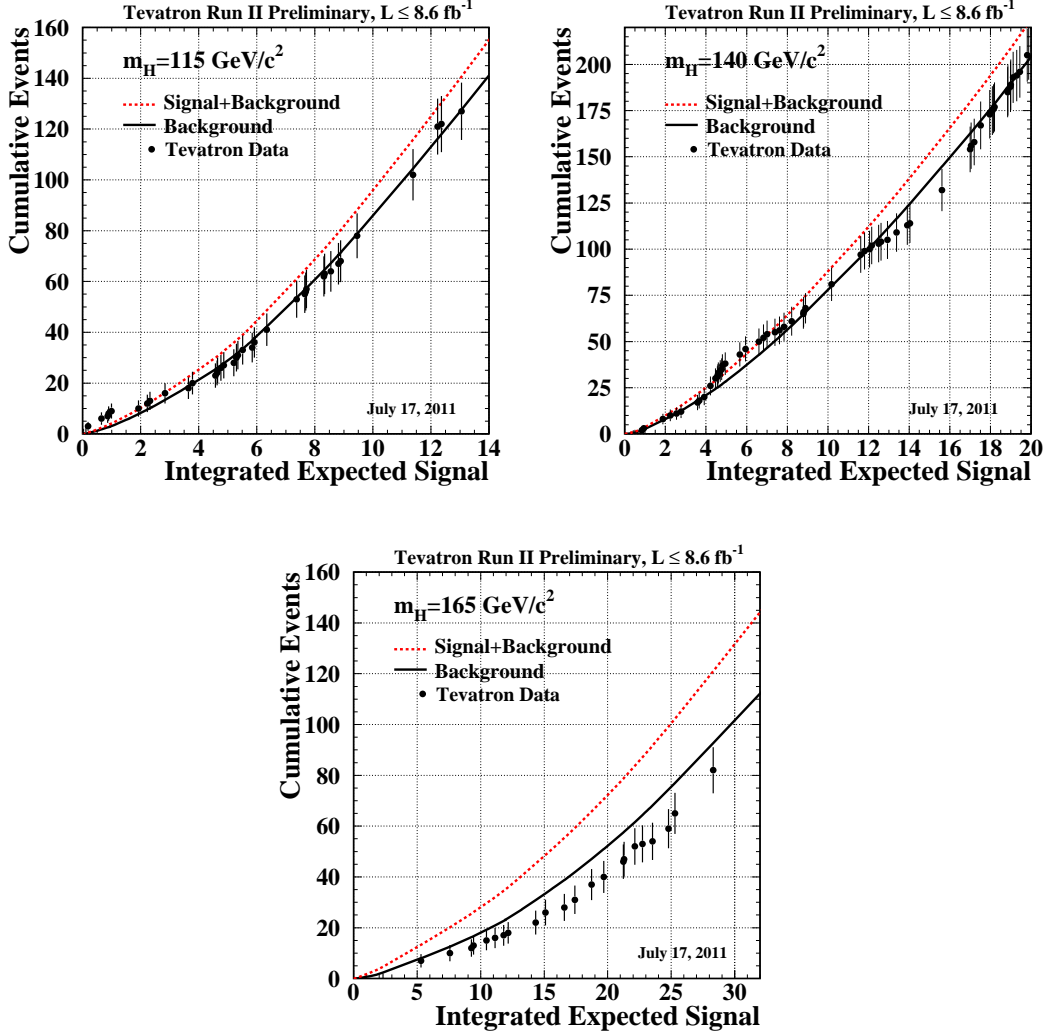 Tevatron Run II Preliminary, L ≤ 8.6 fb⁻¹
Cumulative Events
160
140
120
100
80
60
40
20
0
m_H=115 GeV/c²
Signal+Background
Background
Tevatron Data
July 17, 2011
0 2 4 6 8 10 12 14
Integrated Expected Signal
Tevatron Run II Preliminary, L ≤ 8.6 fb⁻¹
Cumulative Events
200
175
150
125
100
75
50
25
0
m_H=140 GeV/c²
Signal+Background
Background
Tevatron Data
July 17, 2011
0 2 4 6 8 10 12 14 16 18 20
Integrated Expected Signal
Tevatron Run II Preliminary, L ≤ 8.6 fb⁻¹
Cumulative Events
160
140
120
100
80
60
40
20
0
m_H=165 GeV/c²
Signal+Background
Background
Tevatron Data
July 17, 2011
0 5 10 15 20 25 30
Integrated Expected Signal